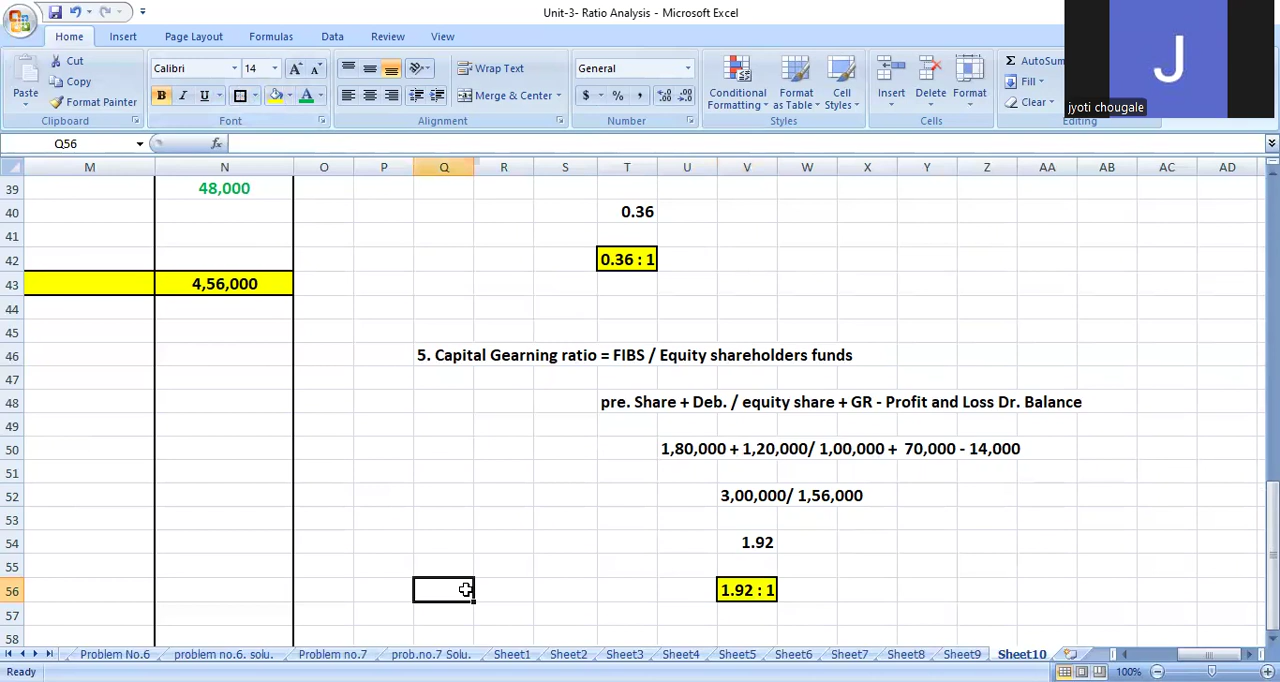 Unit-3- Ratio Analysis - Microsoft Excel
Home Insert Page Layout Formulas Data Review View
Paste Cut Copy Format Painter Clipboard
Calibri 14 A A B I U A Font
Wrap Text Merge & Center Alignment
General $ % , Number
Conditional Formatting Format as Table Cell Styles Styles
Insert Delete Format Cells
Σ AutoSum Fill Clear Editing
J
jyoti chougale
Q56 fx
M N O P Q R S T U V W X Y Z AA AB AC AD
39 48,000
40 0.36
41
42 0.36 : 1
43 4,56,000
44
45
46 5. Capital Gearning ratio = FIBS / Equity shareholders funds
47
48 pre. Share + Deb. / equity share + GR - Profit and Loss Dr. Balance
49
50 1,80,000 + 1,20,000/ 1,00,000 + 70,000 - 14,000
51
52 3,00,000/ 1,56,000
53
54 1.92
55
56 1.92 : 1
57
58
Problem No.6 problem no.6. solu. Problem no.7 prob.no.7 Solu. Sheet1 Sheet2 Sheet3 Sheet4 Sheet5 Sheet6 Sheet7 Sheet8 Sheet9 Sheet10
Ready 100%